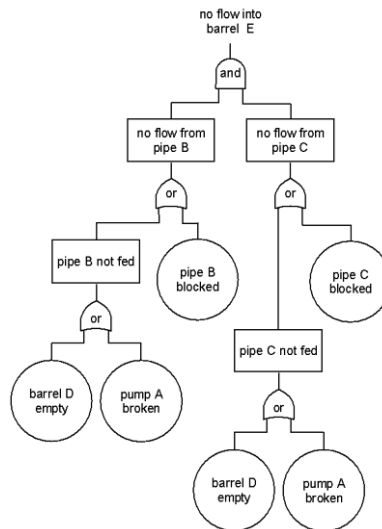 no flow into
barrel E
and
no flow from
pipe B
no flow from
pipe C
or
or
pipe B not fed
pipe B
blocked
pipe C
blocked
or
pipe C not fed
barrel D
empty
pump A
broken
or
barrel D
empty
pump A
broken